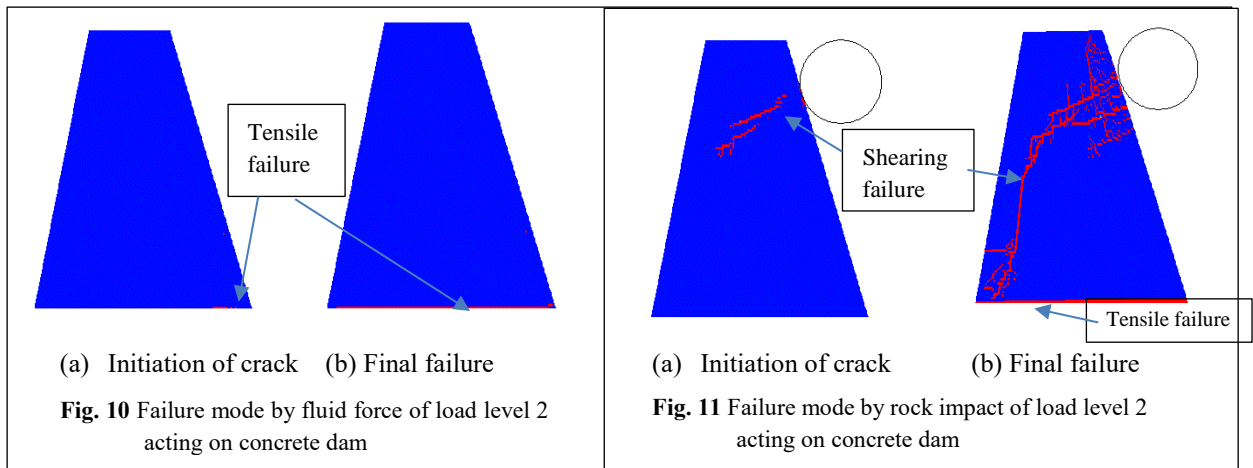 Tensile
failure
(a) Initiation of crack (b) Final failure
Fig. 10 Failure mode by fluid force of load level 2
acting on concrete dam
Shearing
failure
Tensile failure
(a) Initiation of crack (b) Final failure
Fig. 11 Failure mode by rock impact of load level 2
acting on concrete dam